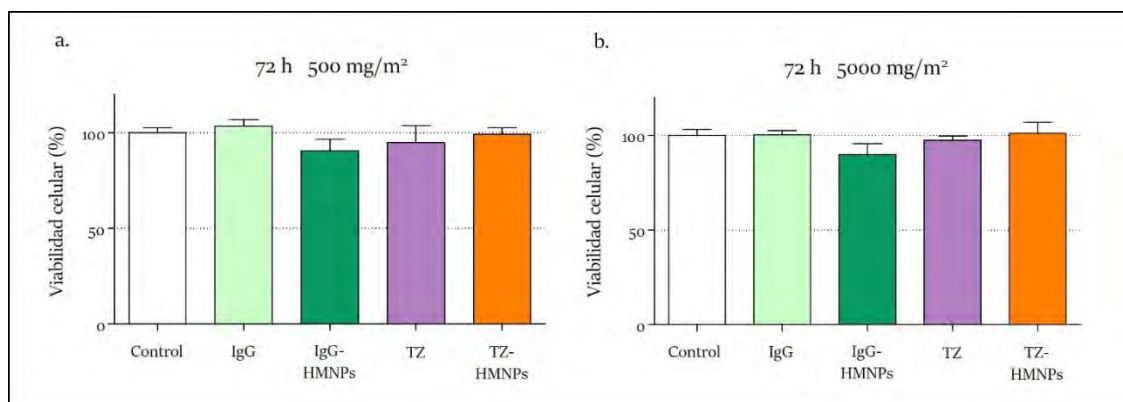 a.
72 h 500 mg/m²
Viabilidad celular (%)
100
50
0
Control
IgG
IgG-
HMNPs
TZ
TZ-
HMNPs
b.
72 h 5000 mg/m²
Viabilidad celular (%)
100
50
0
Control
IgG
IgG-
HMNPs
TZ
TZ-
HMNPs